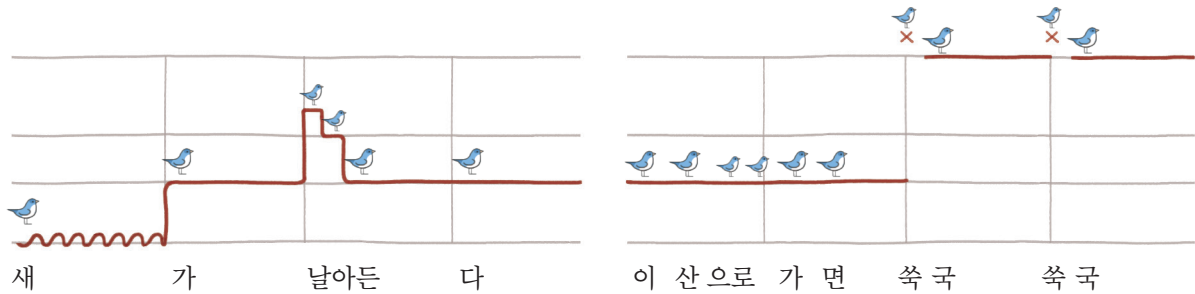 새 가 날아든 다
이 산 으로 가 면 쑥 국 쑥 국